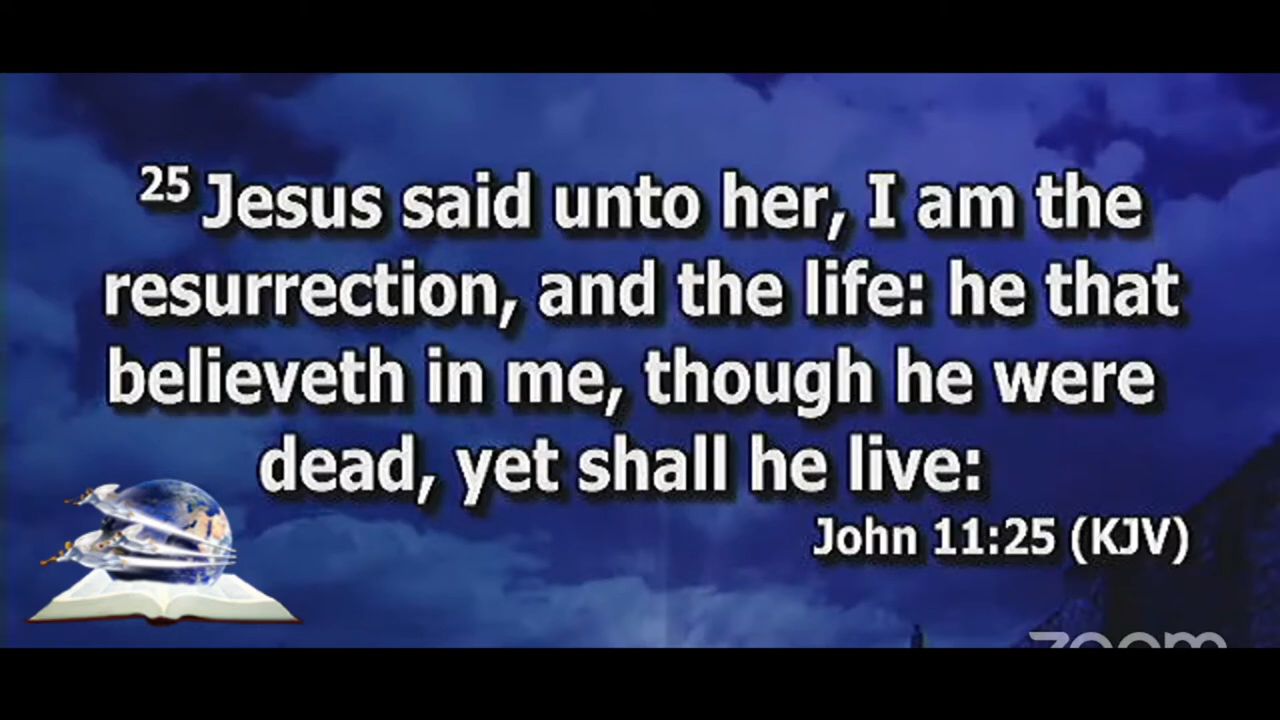 25 Jesus said unto her, I am the
resurrection, and the life: he that
believeth in me, though he were
dead, yet shall he live:
John 11:25 (KJV)
zoom